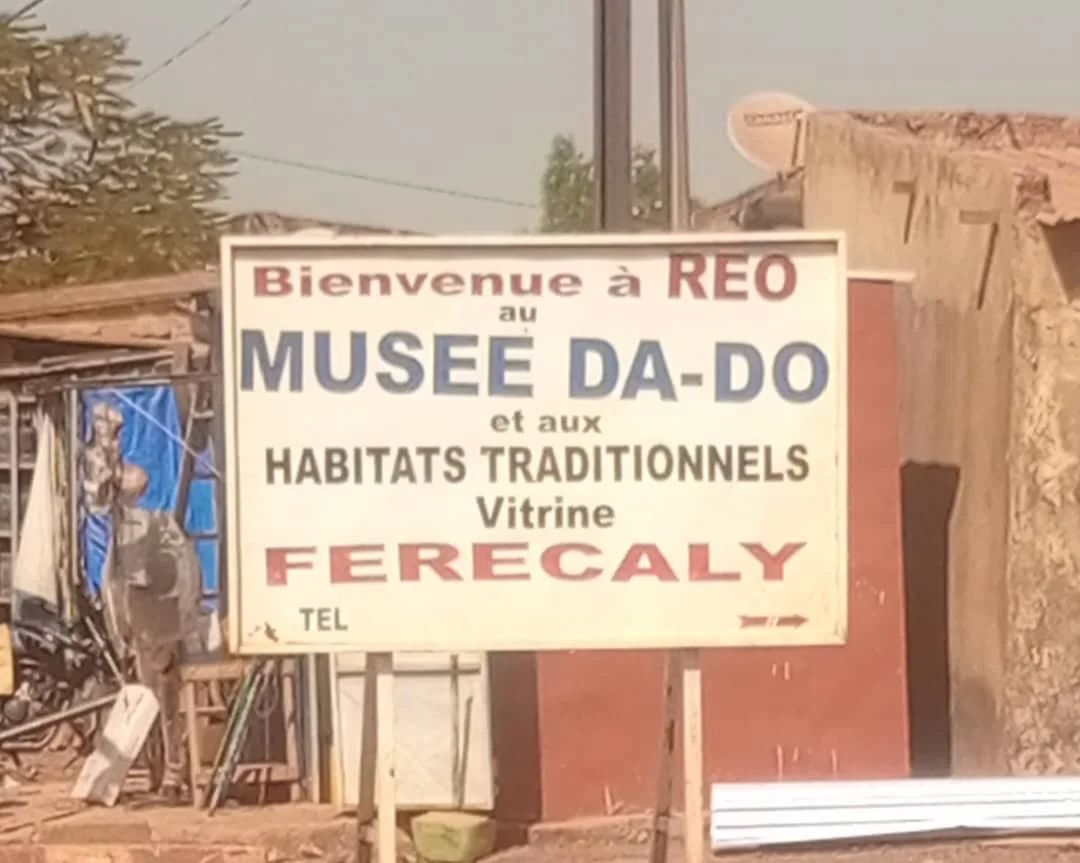 Bienvenue à REO
au
MUSEE DA-DO
et aux
HABITATS TRADITIONNELS
Vitrine
FERECALY
TEL